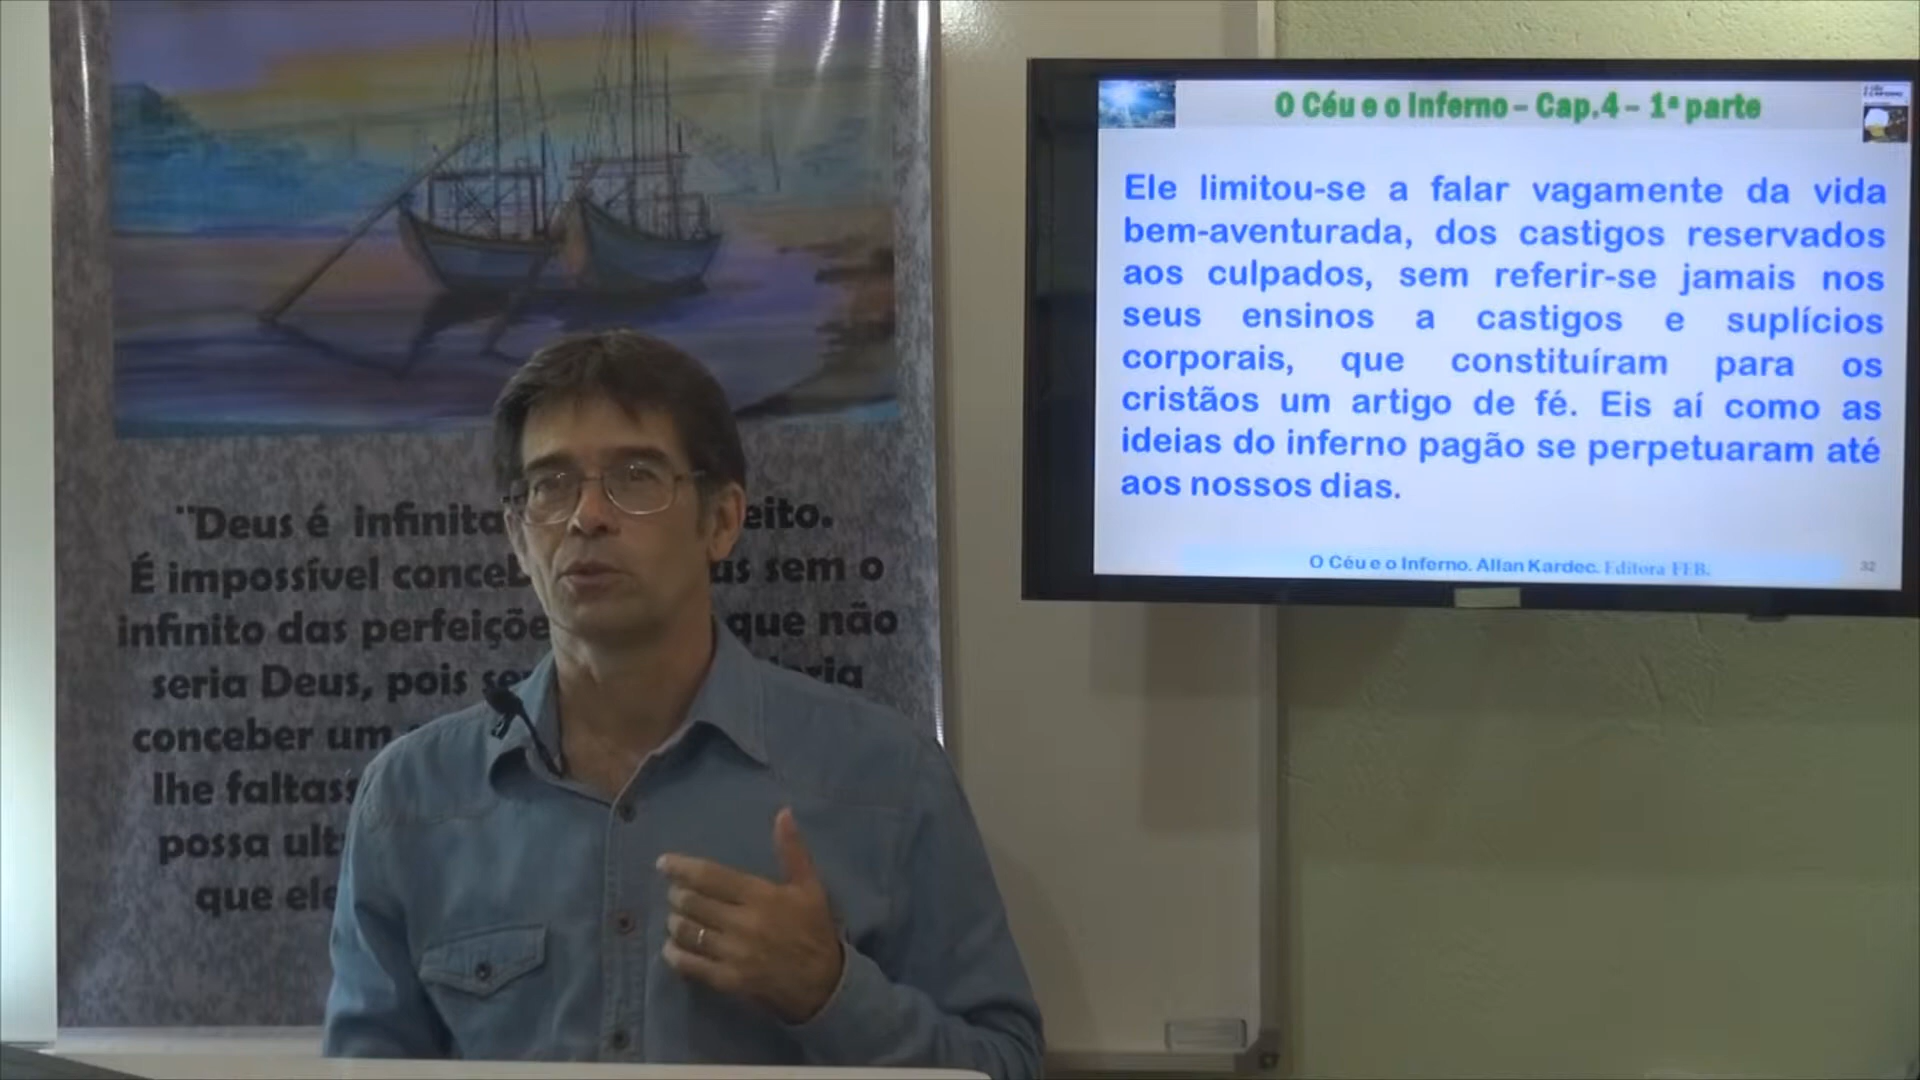 O Céu e o Inferno – Cap.4 – 1ª parte
Ele limitou-se a falar vagamente da vida
bem-aventurada, dos castigos reservados
aos culpados, sem referir-se jamais nos
seus ensinos a castigos e suplícios
corporais, que constituíram para os
cristãos um artigo de fé. Eis aí como as
ideias do inferno pagão se perpetuaram até
aos nossos dias.
O Céu e o Inferno. Allan Kardec. Editora FEB.
32
¨Deus é infinita eito.
É impossível conce us sem o
infinito das perfeiçõe que não
seria Deus, pois se ria
conceber um
lhe faltass
possa ult
que ele